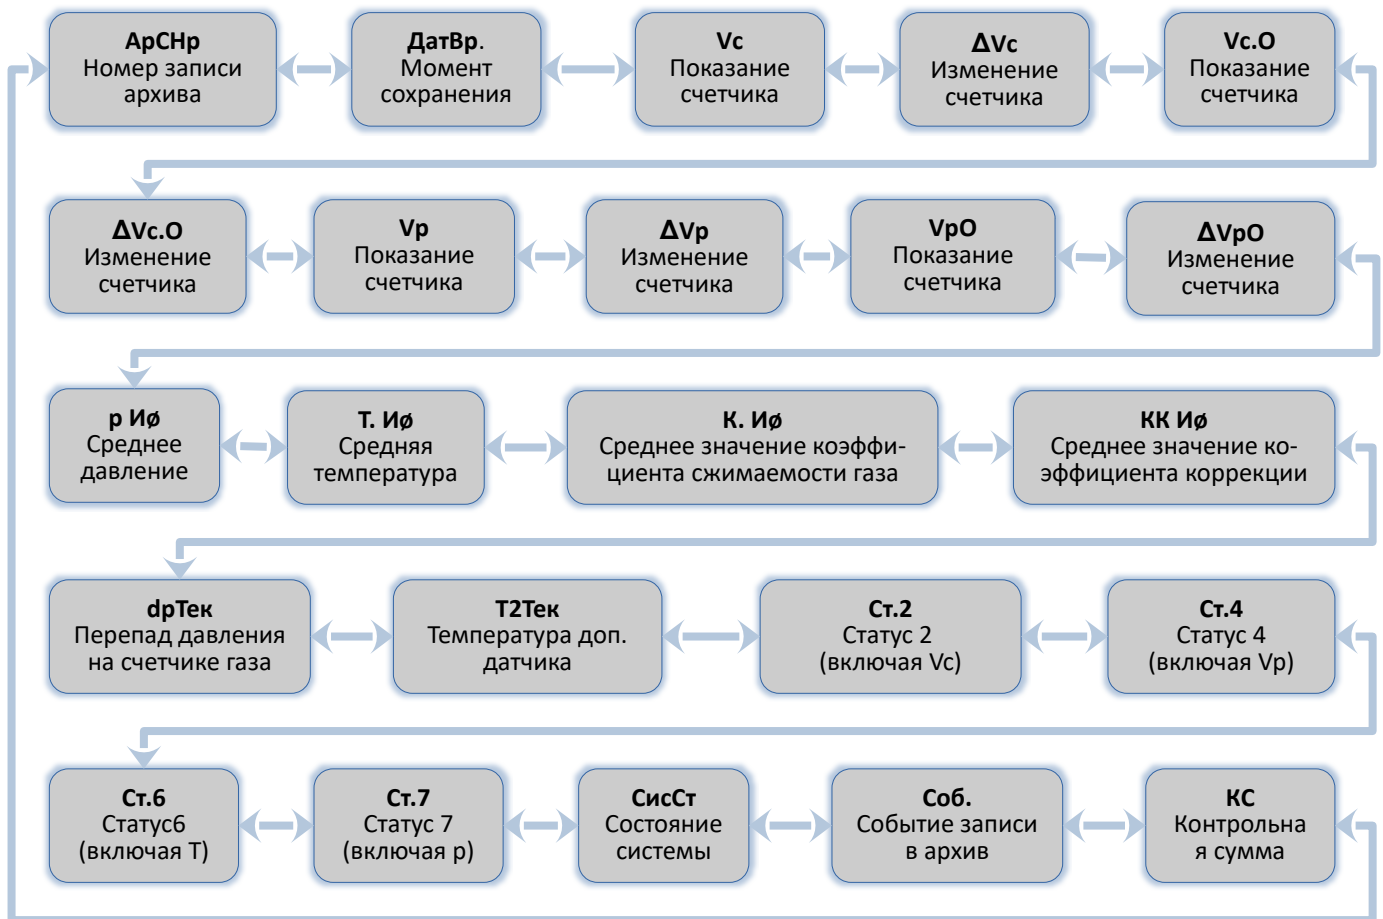 АрСНр
Номер записи
архива
ДатВр.
Момент
сохранения
Vc
Показание
счетчика
ΔVc
Изменение
счетчика
Vc.O
Показание
счетчика
ΔVc.O
Изменение
счетчика
Vp
Показание
счетчика
ΔVp
Изменение
счетчика
VpO
Показание
счетчика
ΔVpO
Изменение
счетчика
р Иø
Среднее
давление
Т. Иø
Средняя
температура
К. Иø
Среднее значение коэффи-
циента сжимаемости газа
КК Иø
Среднее значение ко-
эффициента коррекции
dpТек
Перепад давления
на счетчике газа
Т2Тек
Температура доп.
датчика
Ст.2
Статус 2
(включая Vc)
Ст.4
Статус 4
(включая Vp)
Ст.6
Статус6
(включая Т)
Ст.7
Статус 7
(включая р)
СисСт
Состояние
системы
Соб.
Событие записи
в архив
КС
Контрольна
я сумма